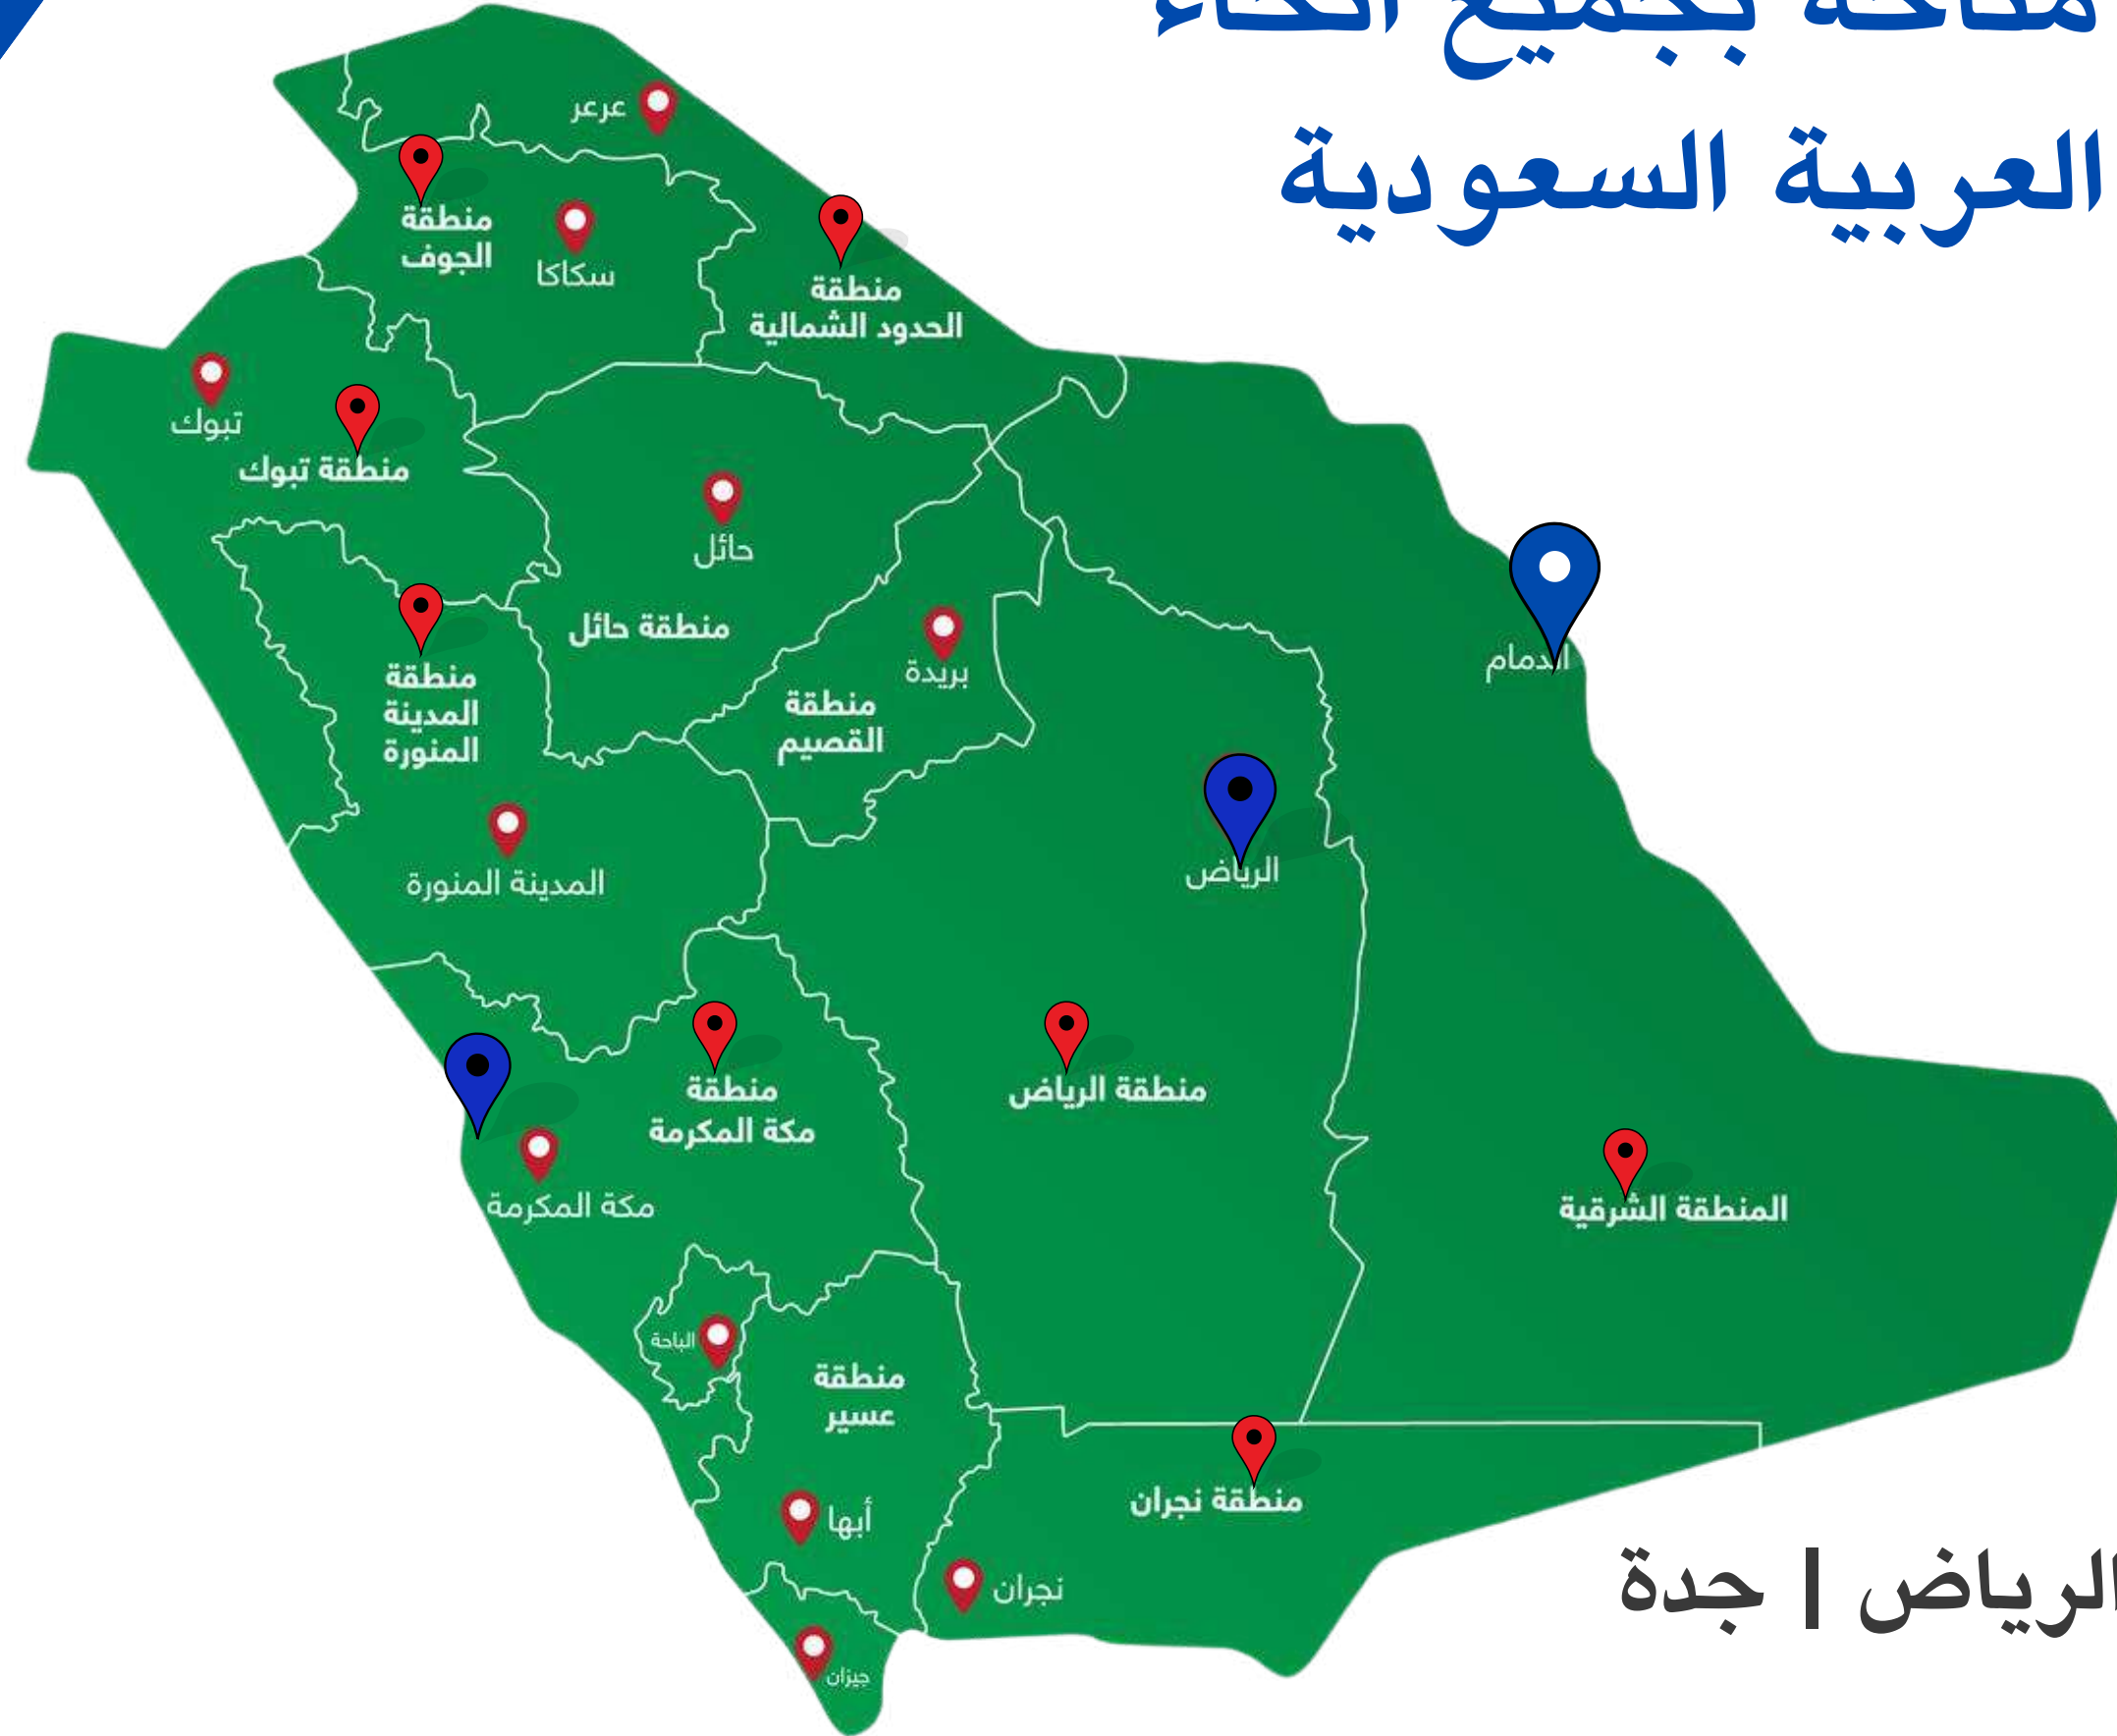 متاحة بجميع أنحاء
العربية السعودية
عرعر
منطقة
الجوف
سكاكا
منطقة
الحدود الشمالية
تبوك
منطقة تبوك
حائل
منطقة حائل
بريدة
منطقة
القصيم
الدمام
منطقة
المدينة
المنورة
المدينة المنورة
الرياض
منطقة
مكة المكرمة
منطقة الرياض
مكة المكرمة
المنطقة الشرقية
الباحة
منطقة
عسير
أبها
منطقة نجران
نجران
جيزان
الرياض | جدة